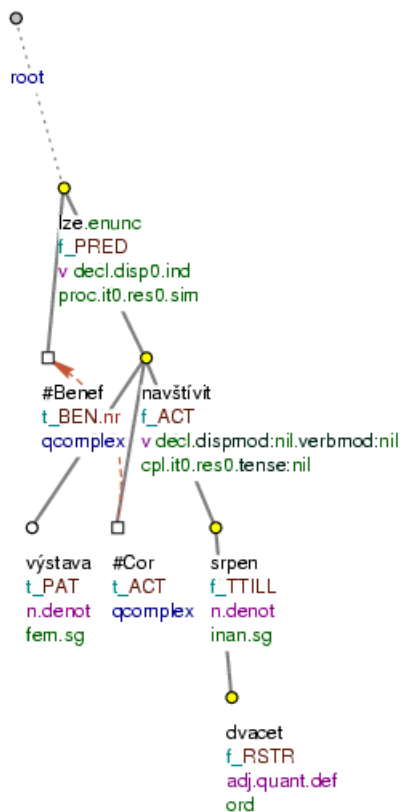 root
lze.enunc
f_PRED
v decl.disp0.ind
proc.it0.res0.sim
#Benef
t_BEN.nr
qcomplex
navštívit
f_ACT
v decl.dispmod:nil.verbmod:nil
cpl.it0.res0.tense:nil
výstava
t_PAT
n.denot
fem.sg
#Cor
t_ACT
qcomplex
srpen
f_TTILL
n.denot
inan.sg
dvacet
f_RSTR
adj.quant.def
ord